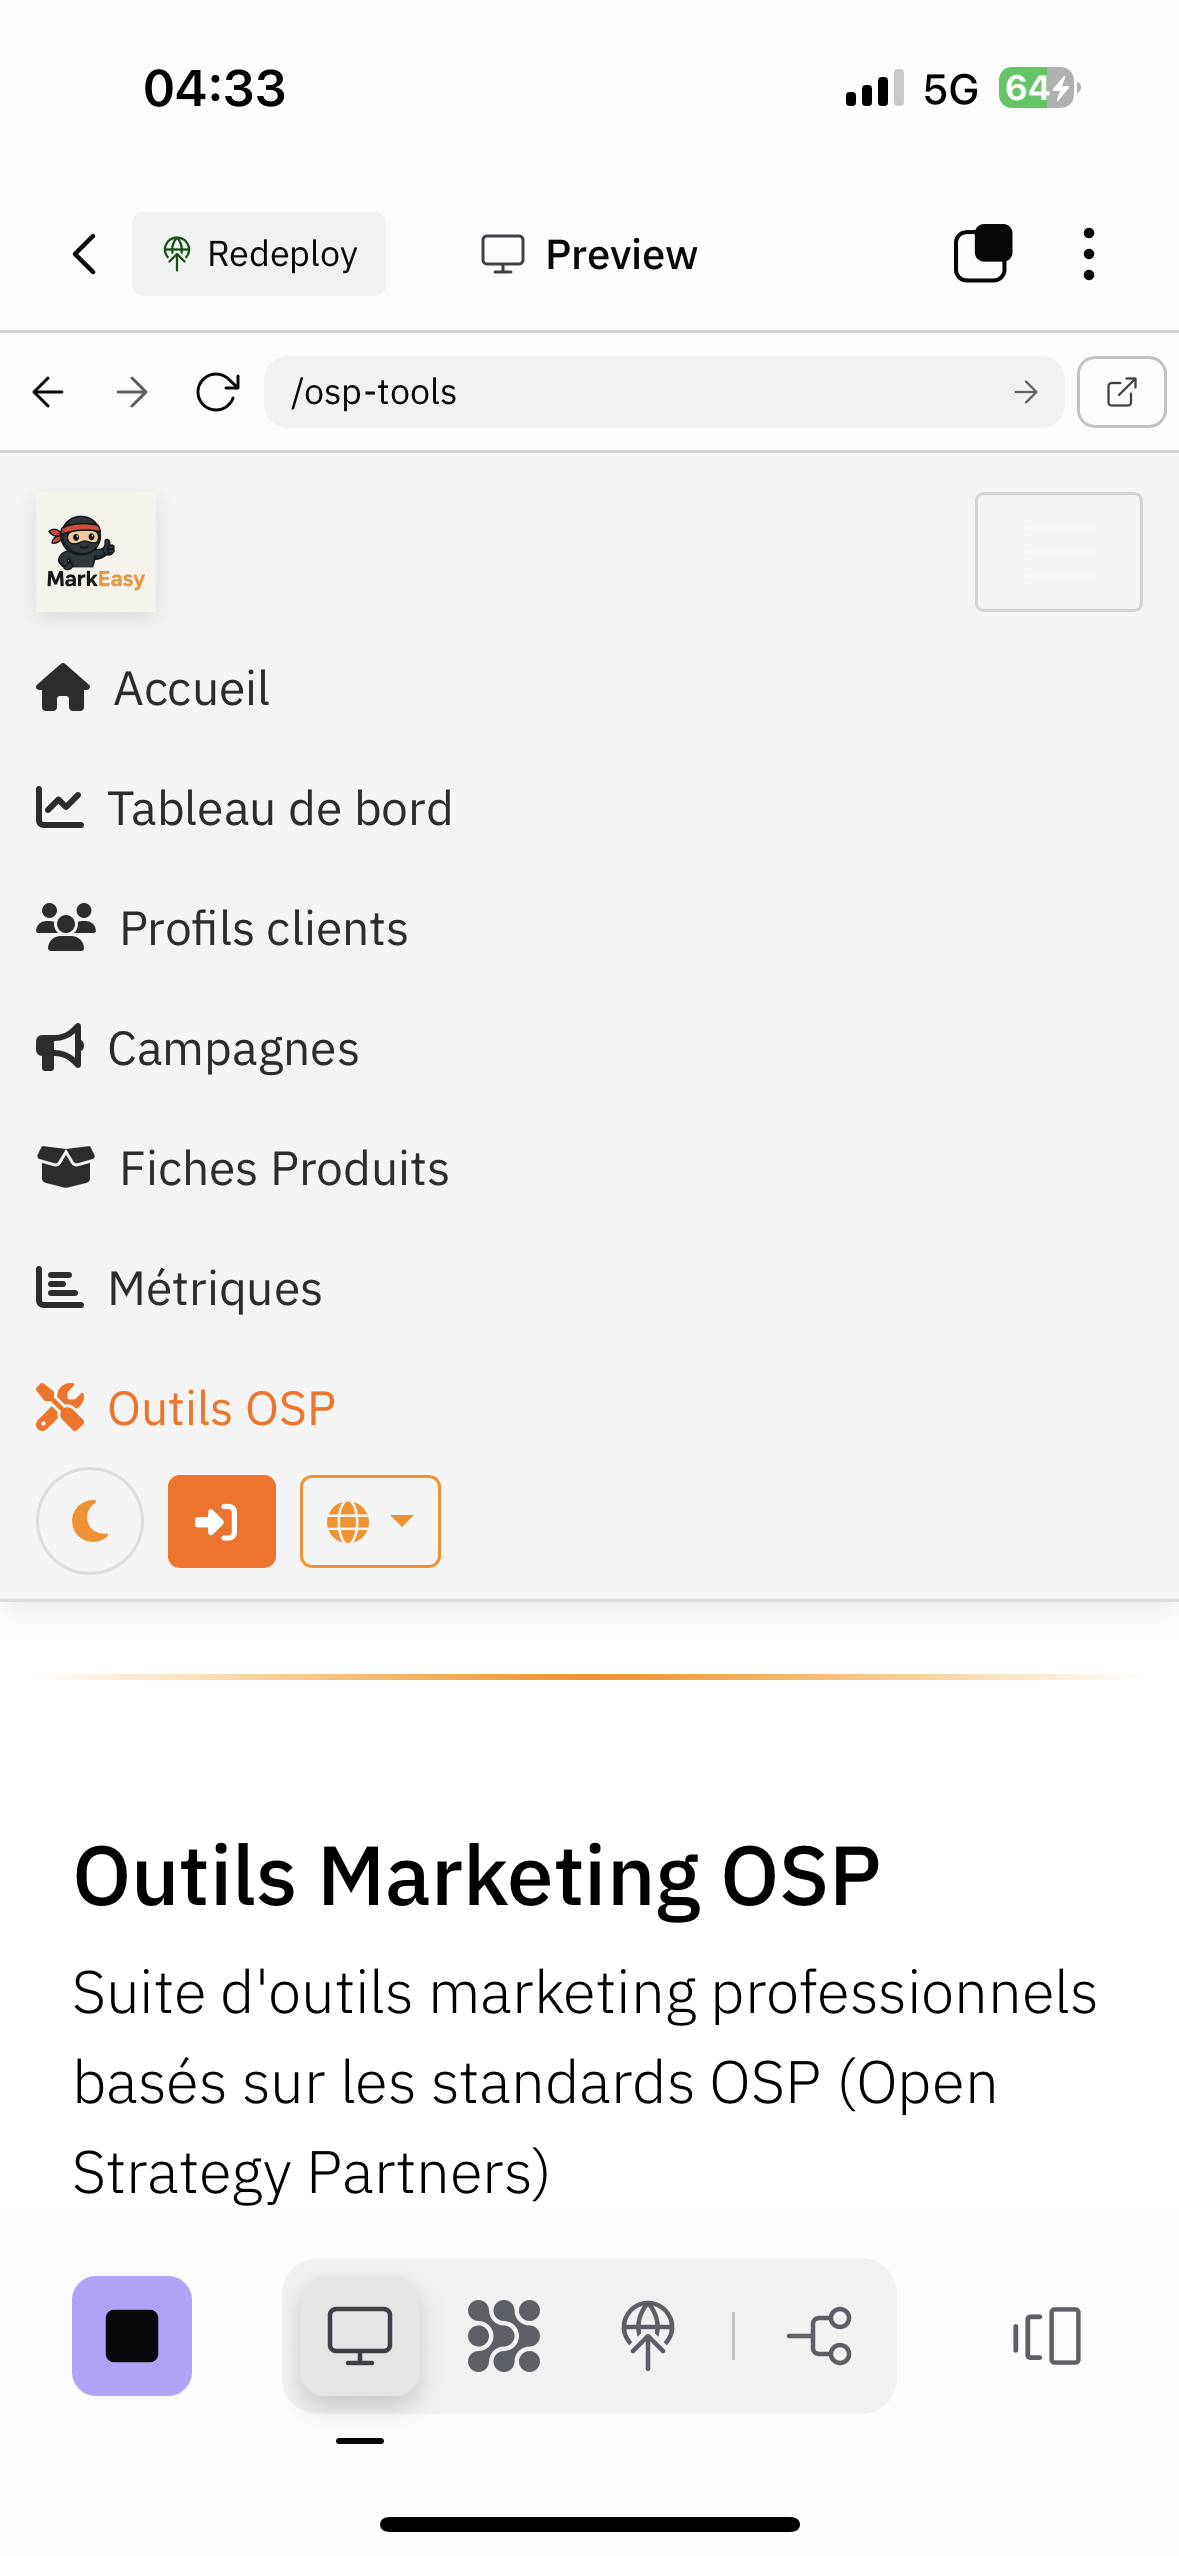 04:33
5G
64
Redeploy
Preview
/osp-tools
MarkEasy
Accueil
Tableau de bord
Profils clients
Campagnes
Fiches Produits
Métriques
Outils OSP
Outils Marketing OSP
Suite d'outils marketing professionnels
basés sur les standards OSP (Open
Strategy Partners)